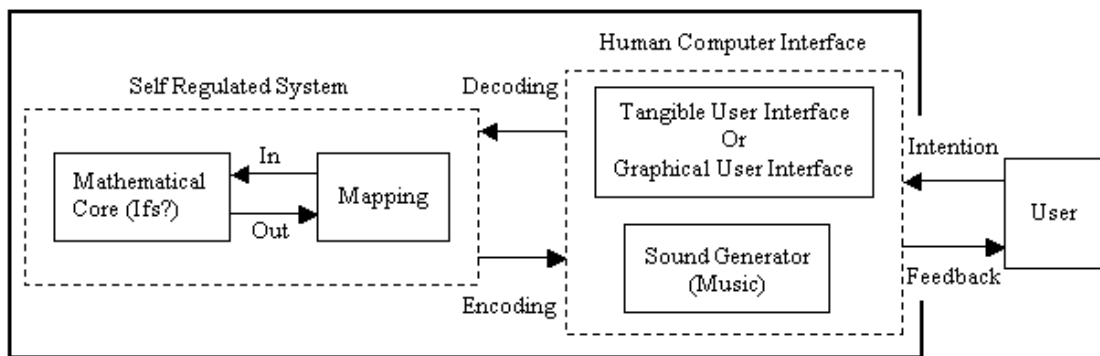 Human Computer Interface
Self Regulated System
Decoding
Tangible User Interface
Or
Graphical User Interface
Intention
In
Mathematical
Core (Ifs?)
Mapping
Out
User
Sound Generator
(Music)
Encoding
Feedback